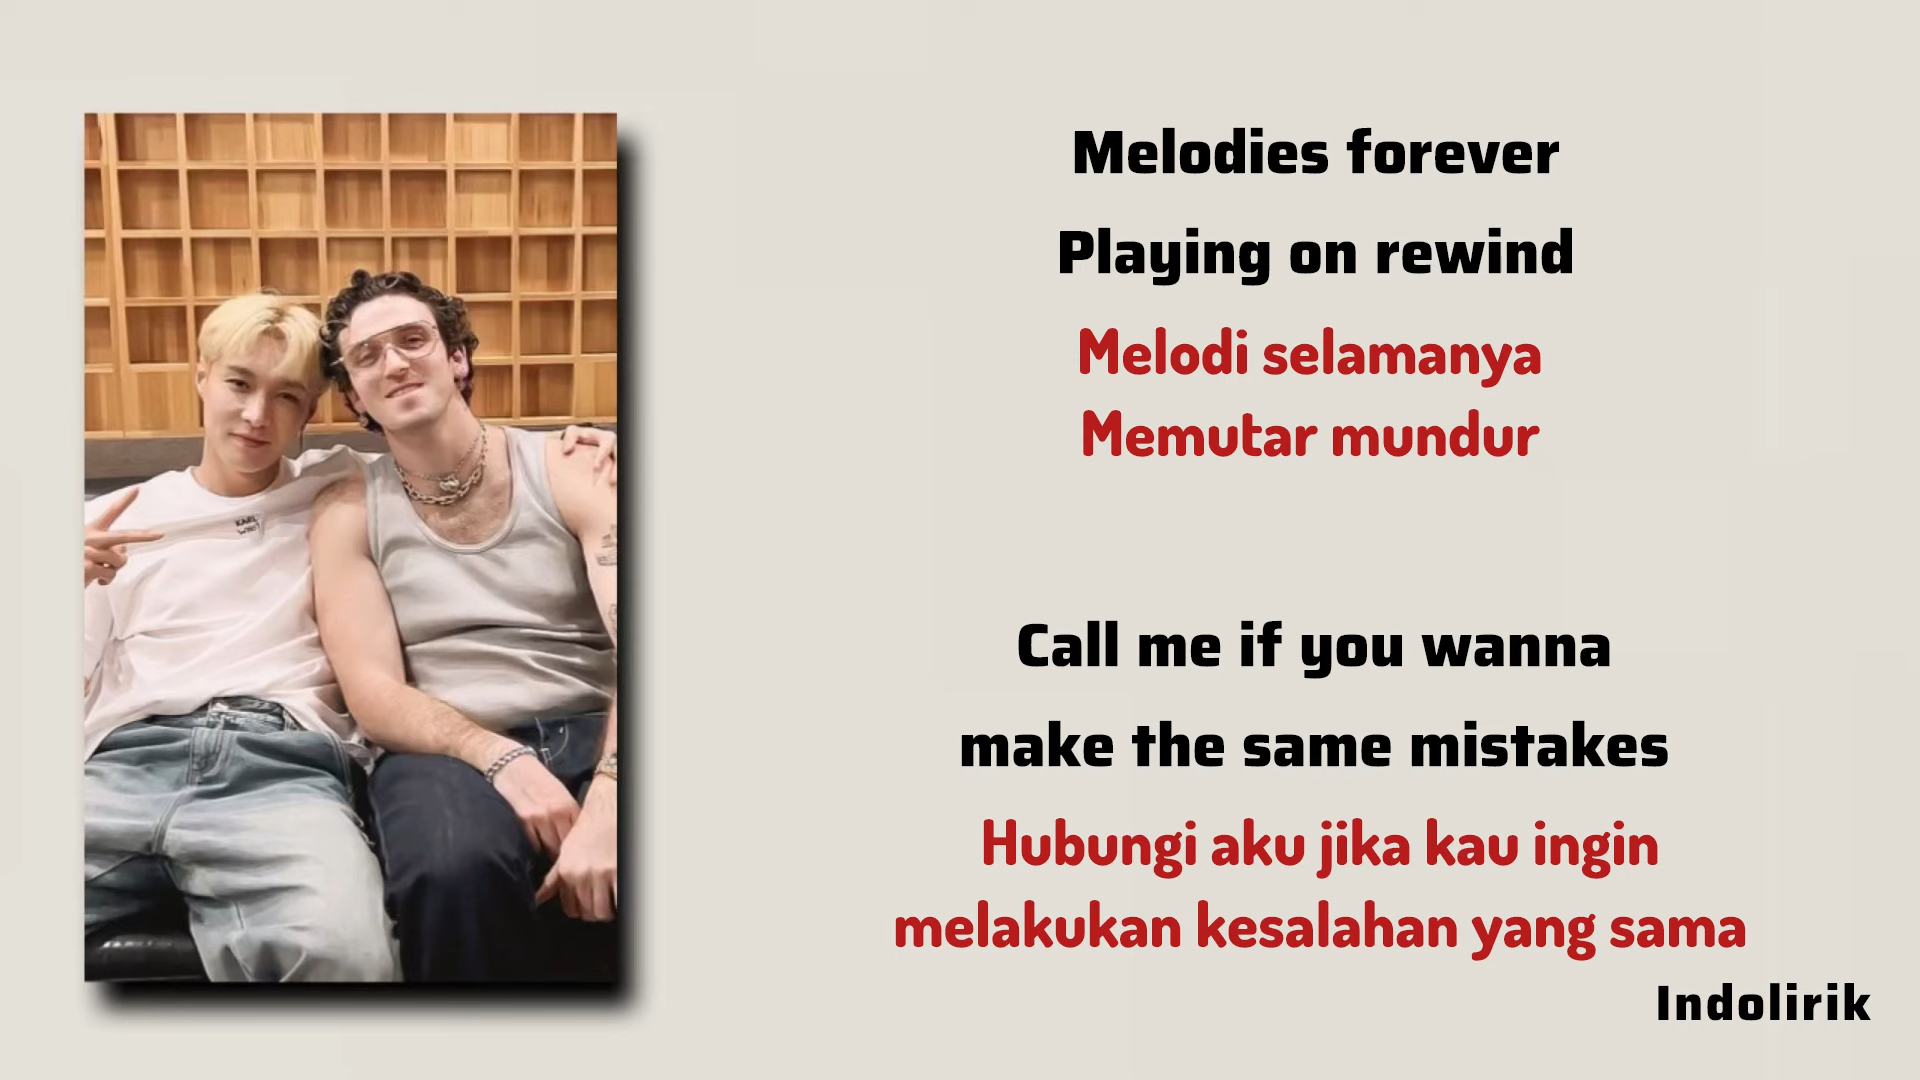 Melodies forever
Playing on rewind
Melodi selamanya
Memutar mundur
Call me if you wanna
make the same mistakes
Hubungi aku jika kau ingin
melakukan kesalahan yang sama
Indolirik
KARL